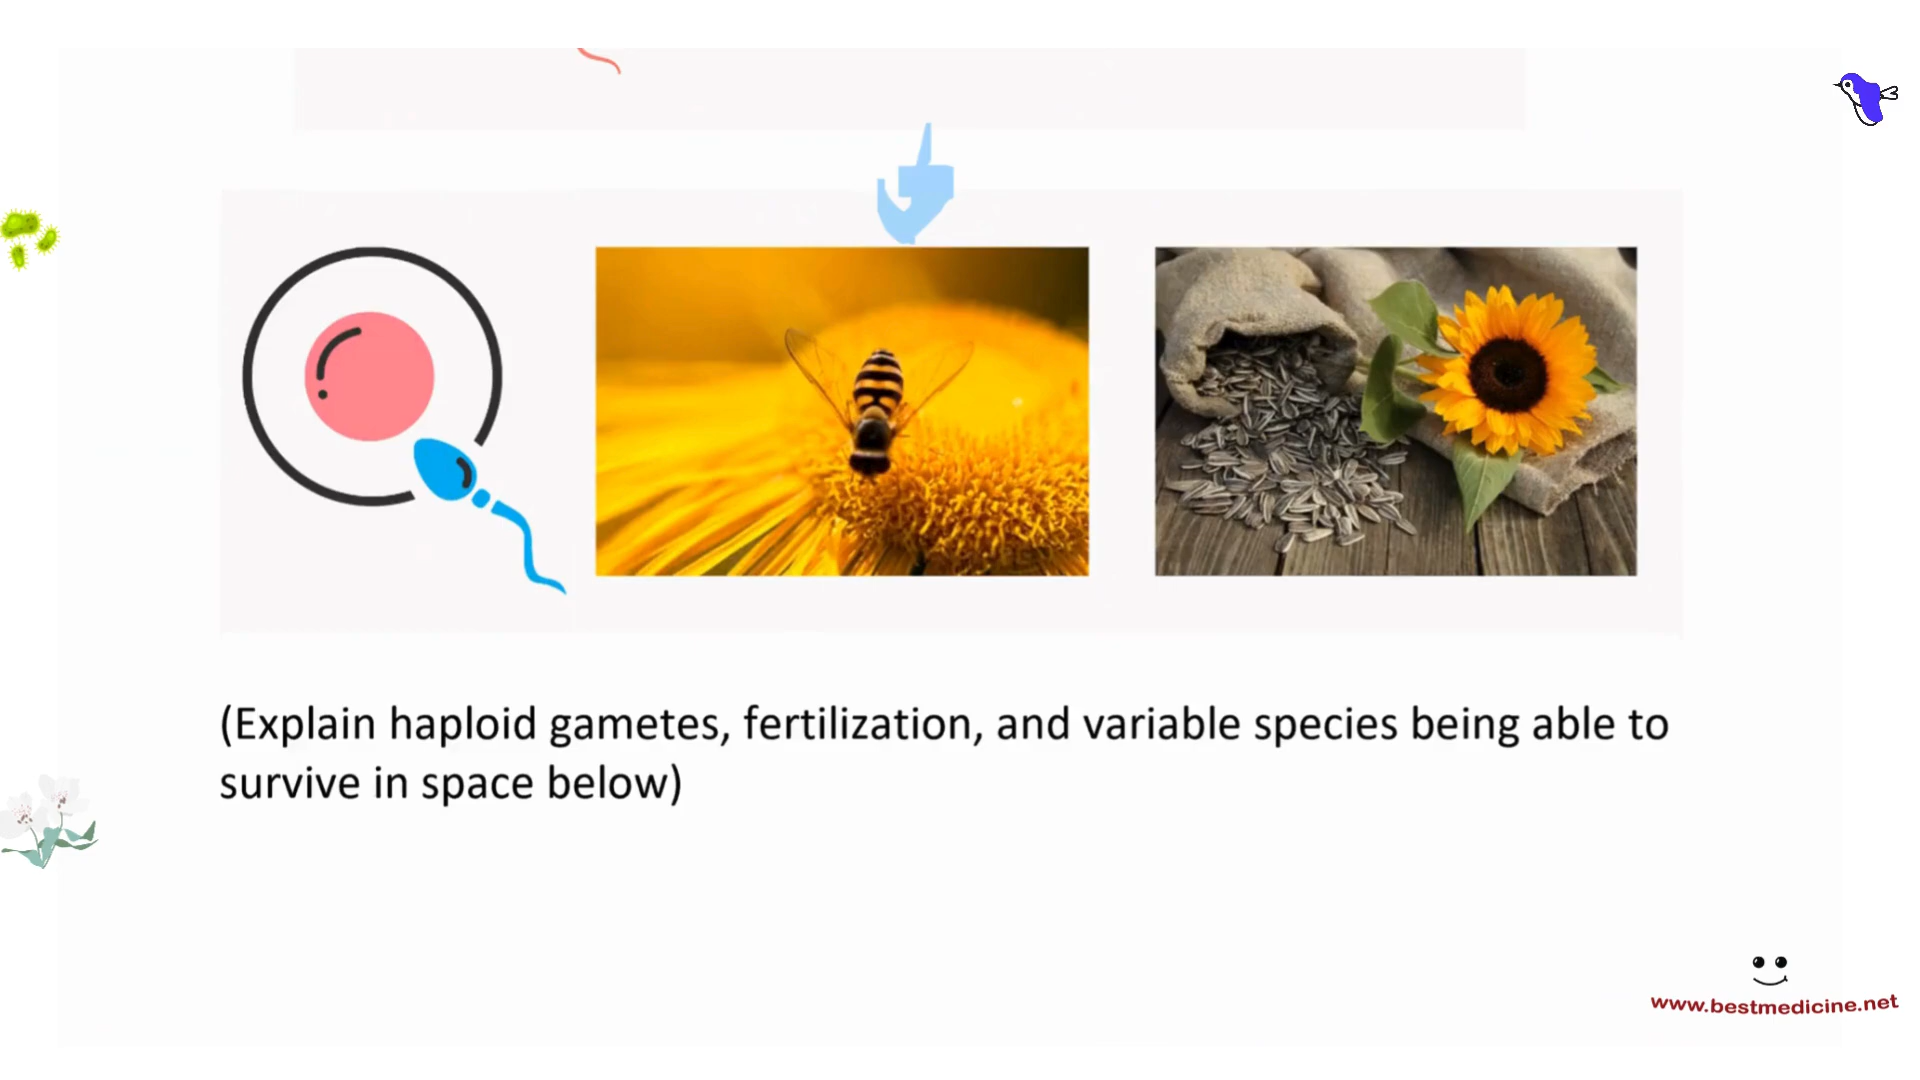 (Explain haploid gametes, fertilization, and variable species being able to
survive in space below)
www.bestmedicine.net